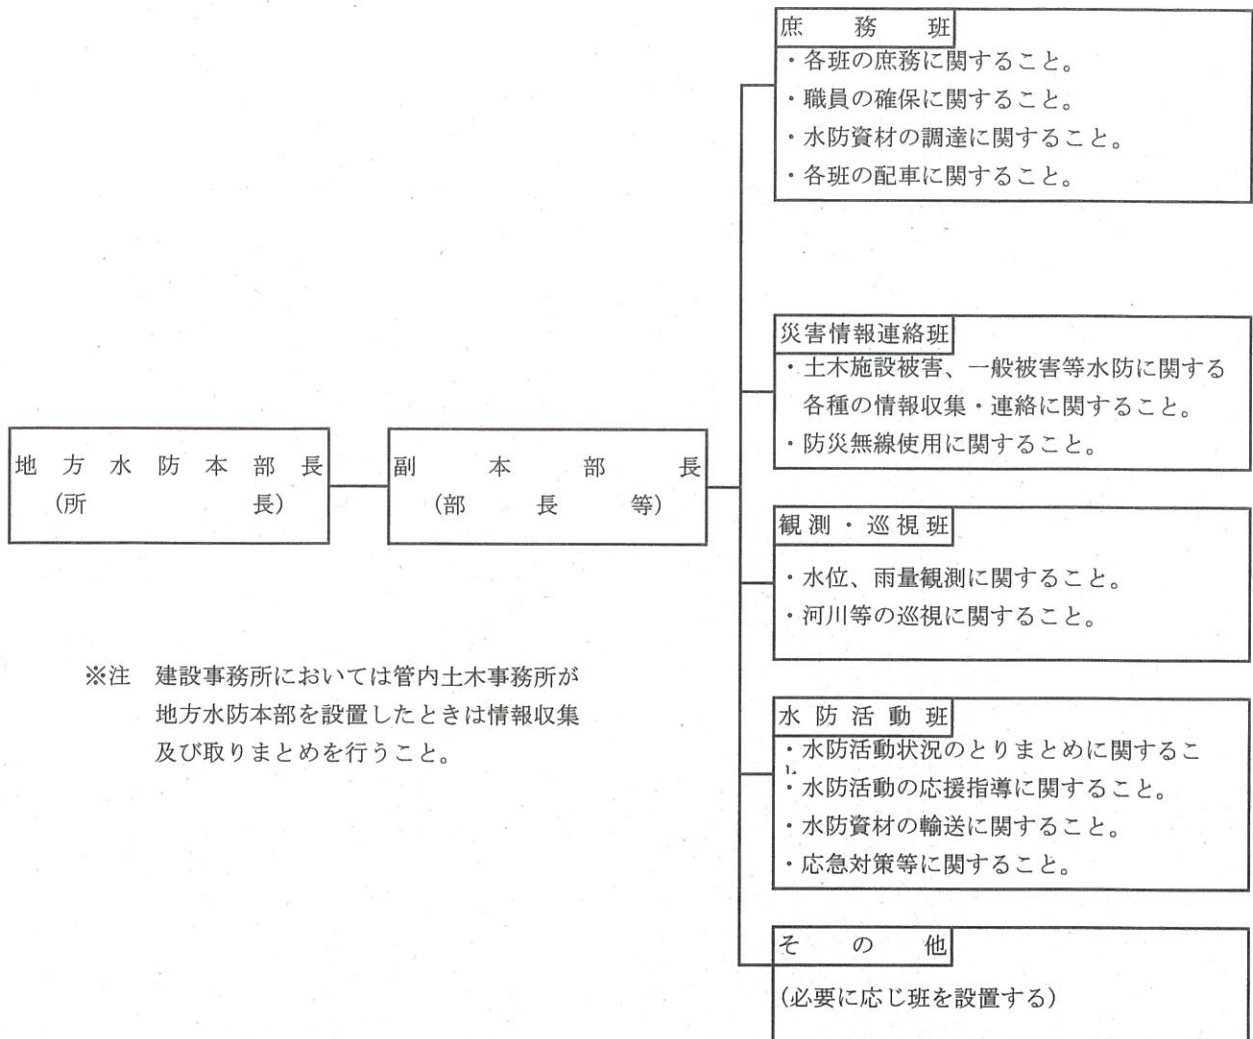 庶務班
・各班の庶務に関すること。
・職員の確保に関すること。
・水防資材の調達に関すること。
・各班の配車に関すること。
災害情報連絡班
・土木施設被害、一般被害等水防に関する
各種の情報収集・連絡に関すること。
・防災無線使用に関すること。
地方水防本部長
(所長)
副本部長
(部長等)
観測・巡視班
・水位、雨量観測に関すること。
・河川等の巡視に関すること。
※注 建設事務所においては管内土木事務所が
地方水防本部を設置したときは情報収集
及び取りまとめを行うこと。
水防活動班
・水防活動状況のとりまとめに関するこ
・水防活動の応援指導に関すること。
・水防資材の輸送に関すること。
・応急対策等に関すること。
その他
(必要に応じ班を設置する)